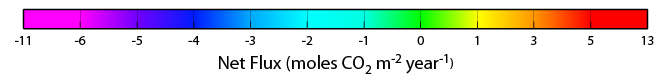 -11 -6 -5 -4 -3 -2 -1 0 1 3 5 13
Net Flux (moles CO₂ m⁻² year⁻¹)